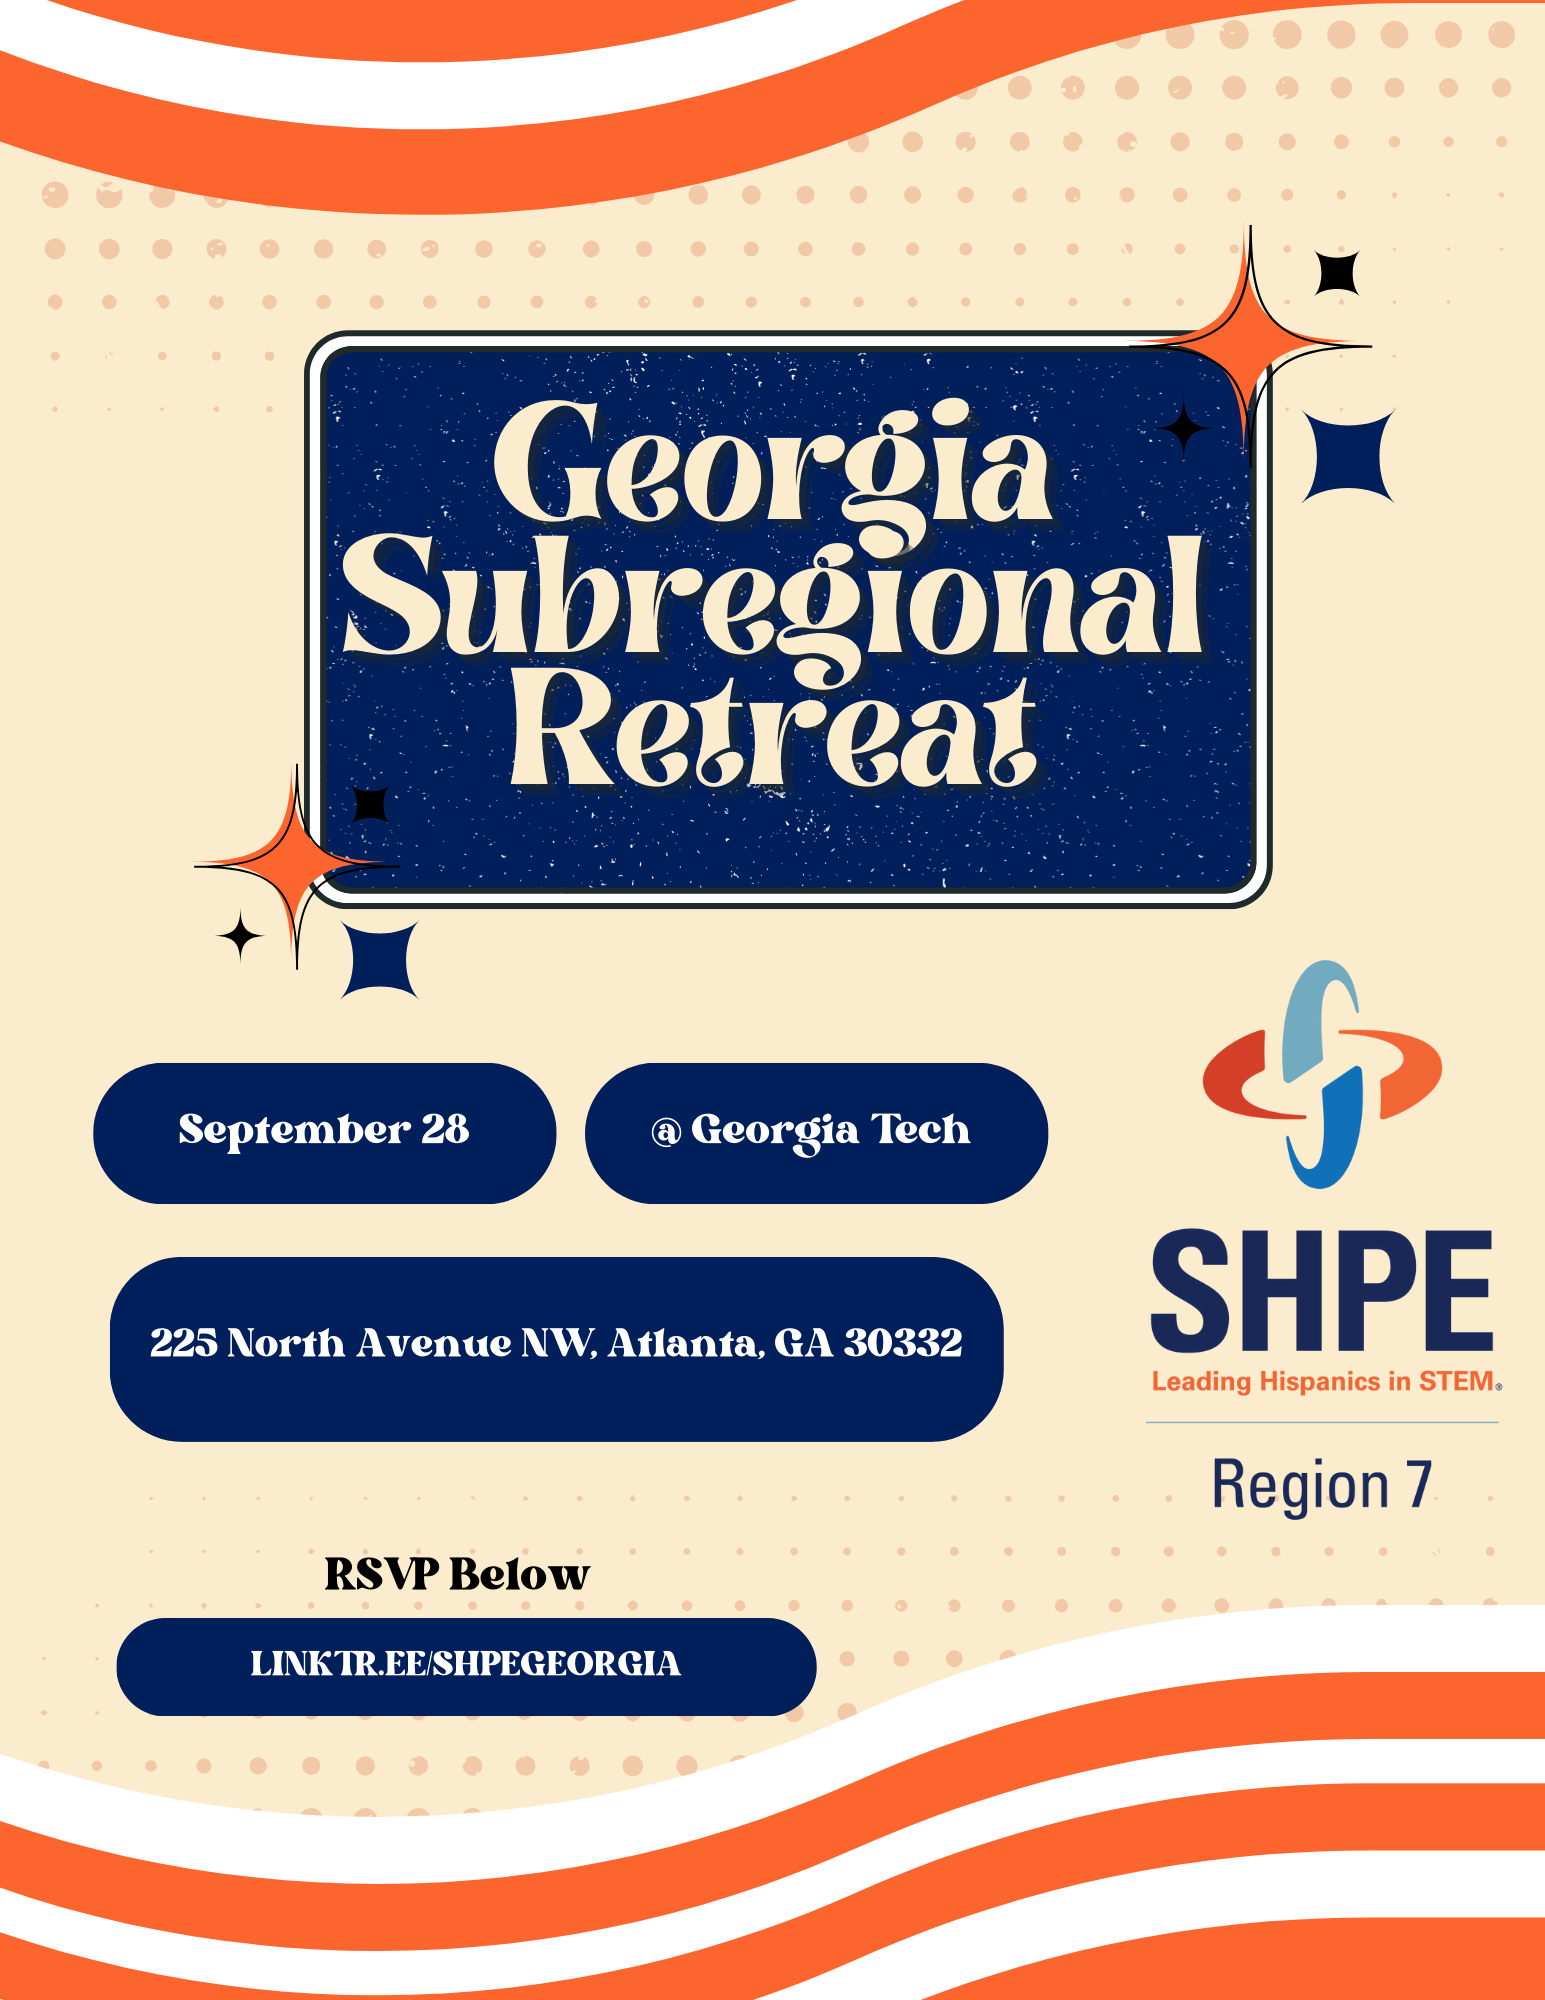 Georgia
Subregional
Retreat
September 28
@ Georgia Tech
225 North Avenue NW, Atlanta, GA 30332
SHPE
Leading Hispanics in STEM®
Region 7
RSVP Below
LINKTR.EE/SHPEGEORGIA